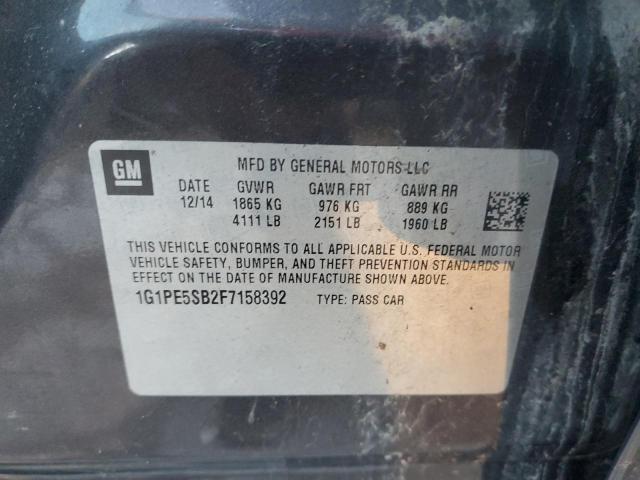 GM
MFD BY GENERAL MOTORS LLC
DATE GVWR GAWR FRT GAWR RR
12/14 1865 KG 976 KG 889 KG
4111 LB 2151 LB 1960 LB
THIS VEHICLE CONFORMS TO ALL APPLICABLE U.S. FEDERAL MOTOR
VEHICLE SAFETY, BUMPER, AND THEFT PREVENTION STANDARDS IN
EFFECT ON THE DATE OF MANUFACTURE SHOWN ABOVE.
1G1PE5SB2F7158392 TYPE: PASS CAR